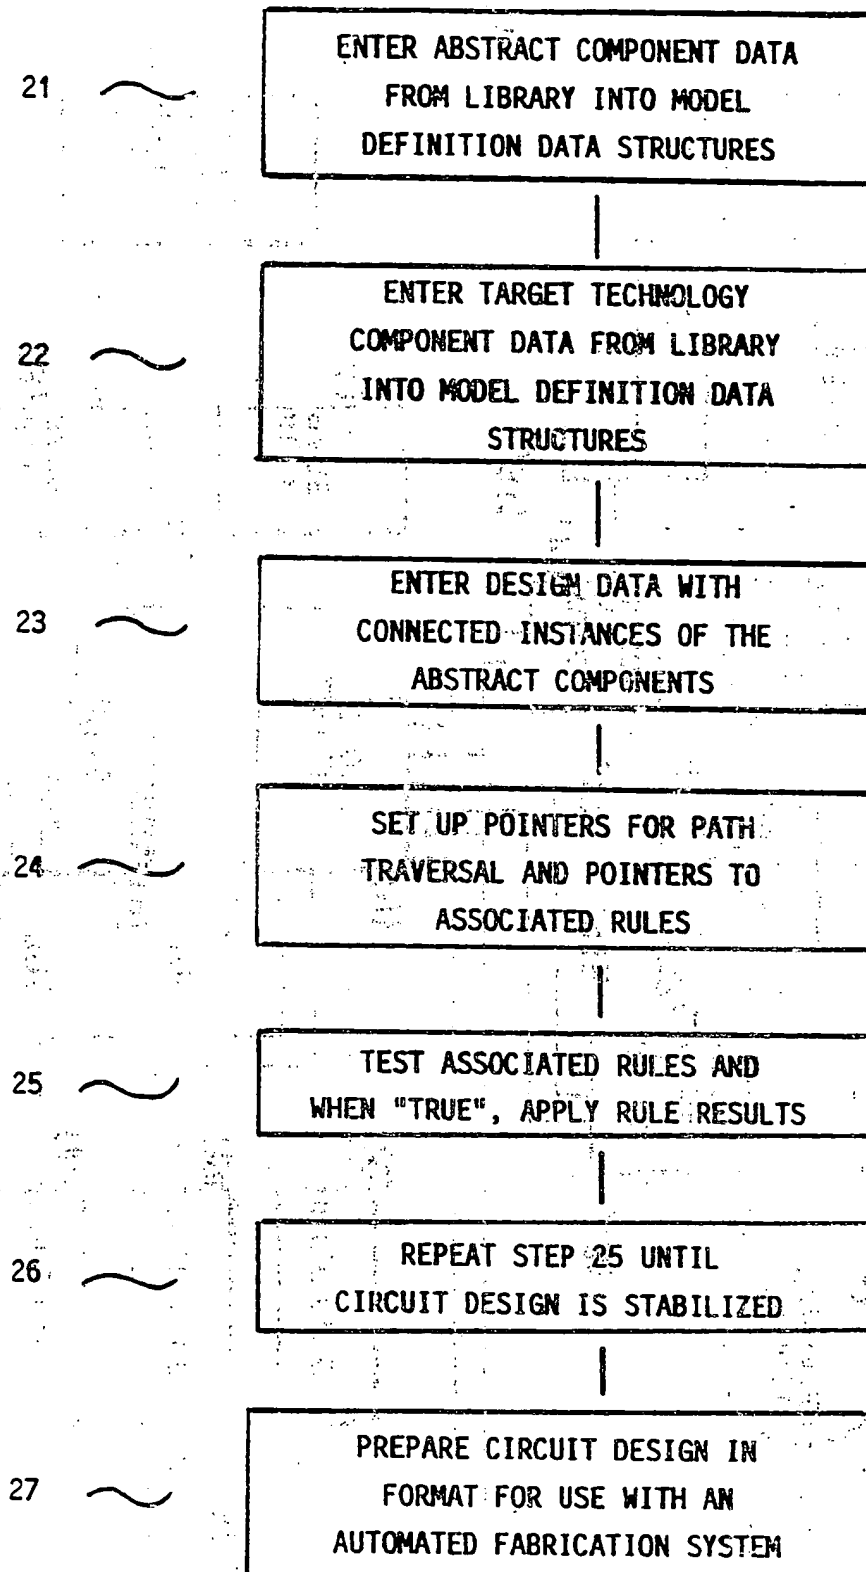 21
ENTER ABSTRACT COMPONENT DATA
FROM LIBRARY INTO MODEL
DEFINITION DATA STRUCTURES
22
ENTER TARGET TECHNOLOGY
COMPONENT DATA FROM LIBRARY
INTO MODEL DEFINITION DATA
STRUCTURES
23
ENTER DESIGN DATA WITH
CONNECTED INSTANCES OF THE
ABSTRACT COMPONENTS
24
SET UP POINTERS FOR PATH
TRAVERSAL AND POINTERS TO
ASSOCIATED RULES
25
TEST ASSOCIATED RULES AND
WHEN "TRUE", APPLY RULE RESULTS
26
REPEAT STEP 25 UNTIL
CIRCUIT DESIGN IS STABILIZED
27
PREPARE CIRCUIT DESIGN IN
FORMAT FOR USE WITH AN
AUTOMATED FABRICATION SYSTEM